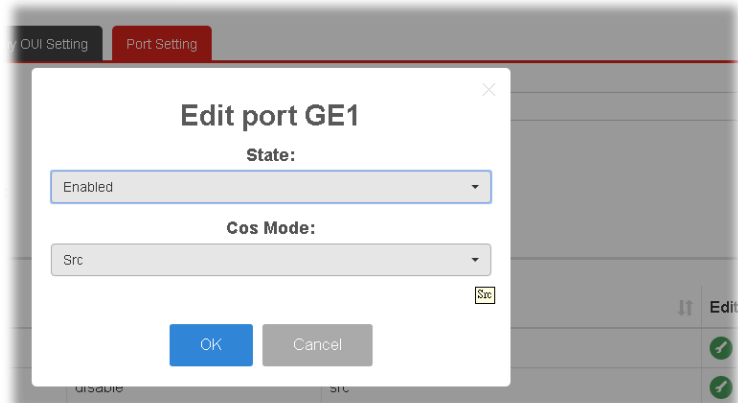 y OUI Setting
Port Setting
Edit port GE1
State:
Enabled
Cos Mode:
Src
Src
Edit
OK
Cancel
disable
src